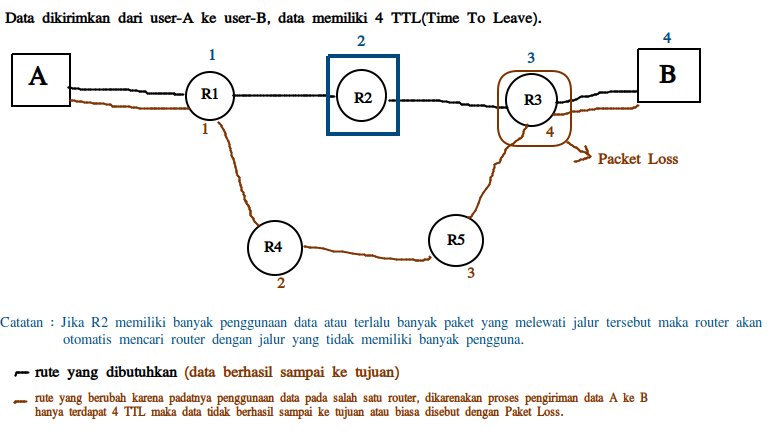 Data dikirimkan dari user-A ke user-B, data memiliki 4 TTL(Time To Leave).
1
2
3
4
A
R1
R2
R3
B
1
4
Packet Loss
R4
R5
2
3
Catatan : Jika R2 memiliki banyak penggunaan data atau terlalu banyak paket yang melewati jalur tersebut maka router akan
otomatis mencari router dengan jalur yang tidak memiliki banyak pengguna.
rute yang dibutuhkan (data berhasil sampai ke tujuan)
rute yang berubah karena padatnya penggunaan data pada salah satu router, dikarenakan proses pengiriman data A ke B
hanya terdapat 4 TTL maka data tidak berhasil sampai ke tujuan atau biasa disebut dengan Paket Loss.